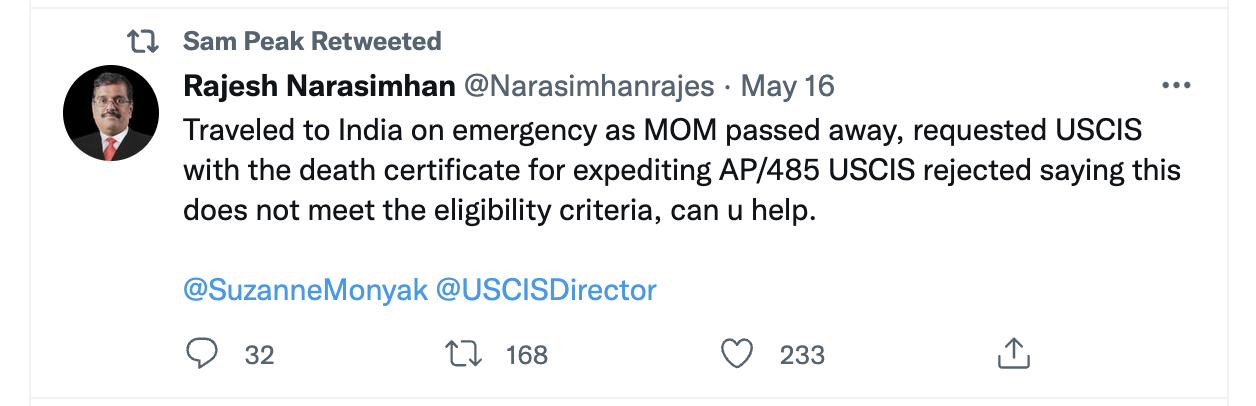 Sam Peak Retweeted
Rajesh Narasimhan @Narasimhanrajes · May 16
Traveled to India on emergency as MOM passed away, requested USCIS
with the death certificate for expediting AP/485 USCIS rejected saying this
does not meet the eligibility criteria, can u help.
@SuzanneMonyak @USCISDirector
32 168 233